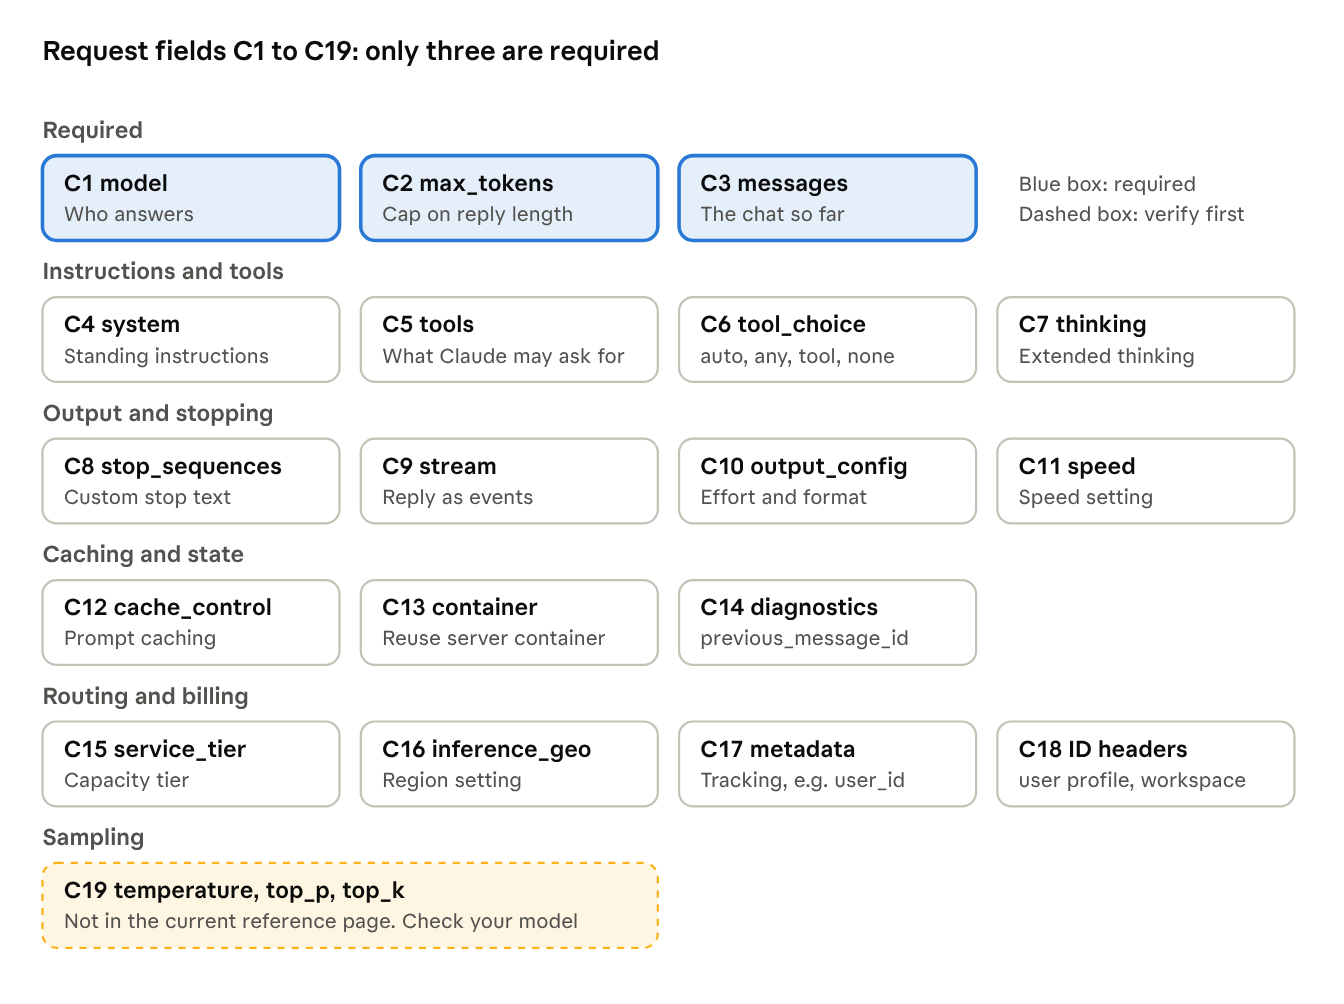 Request fields C1 to C19: only three are required
Required
C1 model
Who answers
C2 max_tokens
Cap on reply length
C3 messages
The chat so far
Blue box: required
Dashed box: verify first
Instructions and tools
C4 system
Standing instructions
C5 tools
What Claude may ask for
C6 tool_choice
auto, any, tool, none
C7 thinking
Extended thinking
Output and stopping
C8 stop_sequences
Custom stop text
C9 stream
Reply as events
C10 output_config
Effort and format
C11 speed
Speed setting
Caching and state
C12 cache_control
Prompt caching
C13 container
Reuse server container
C14 diagnostics
previous_message_id
Routing and billing
C15 service_tier
Capacity tier
C16 inference_geo
Region setting
C17 metadata
Tracking, e.g. user_id
C18 ID headers
user profile, workspace
Sampling
C19 temperature, top_p, top_k
Not in the current reference page. Check your model